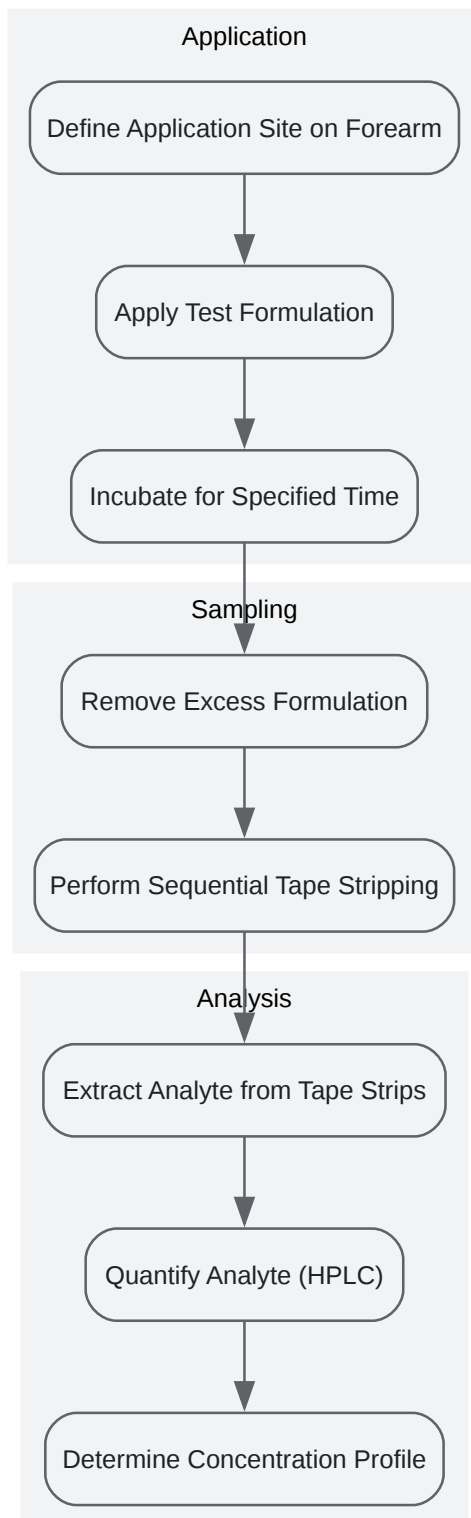 Application
Define Application Site on Forearm
Apply Test Formulation
Incubate for Specified Time
Sampling
Remove Excess Formulation
Perform Sequential Tape Stripping
Analysis
Extract Analyte from Tape Strips
Quantify Analyte (HPLC)
Determine Concentration Profile